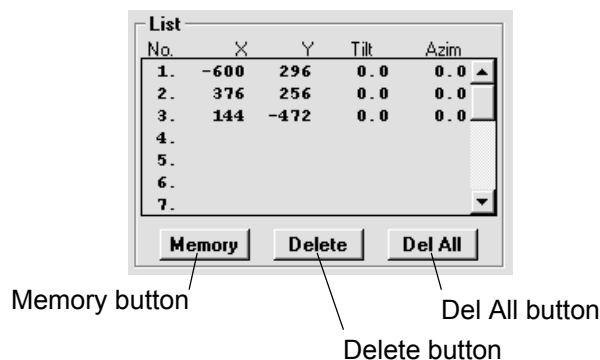 List
No. X Y Tilt Azim
1. -600 296 0.0 0.0
2. 376 256 0.0 0.0
3. 144 -472 0.0 0.0
4.
5.
6.
7.
Memory Delete Del All
Memory button
Del All button
Delete button